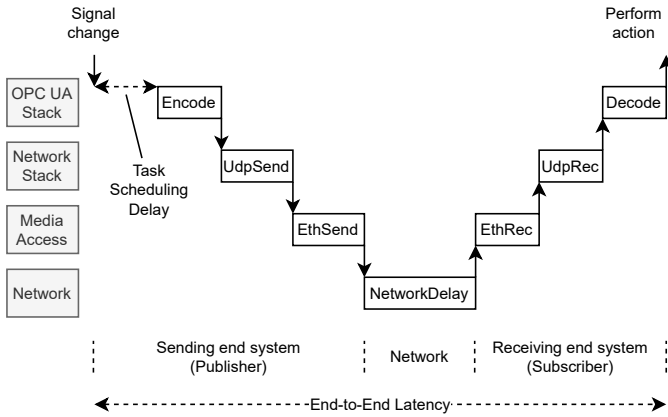 Signal
change
Perform
action
OPC UA
Stack
Encode
Decode
Network
Stack
UdpSend
UdpRec
Task
Scheduling
Delay
Media
Access
EthSend
EthRec
Network
NetworkDelay
Sending end system
(Publisher)
Network
Receiving end system
(Subscriber)
End-to-End Latency